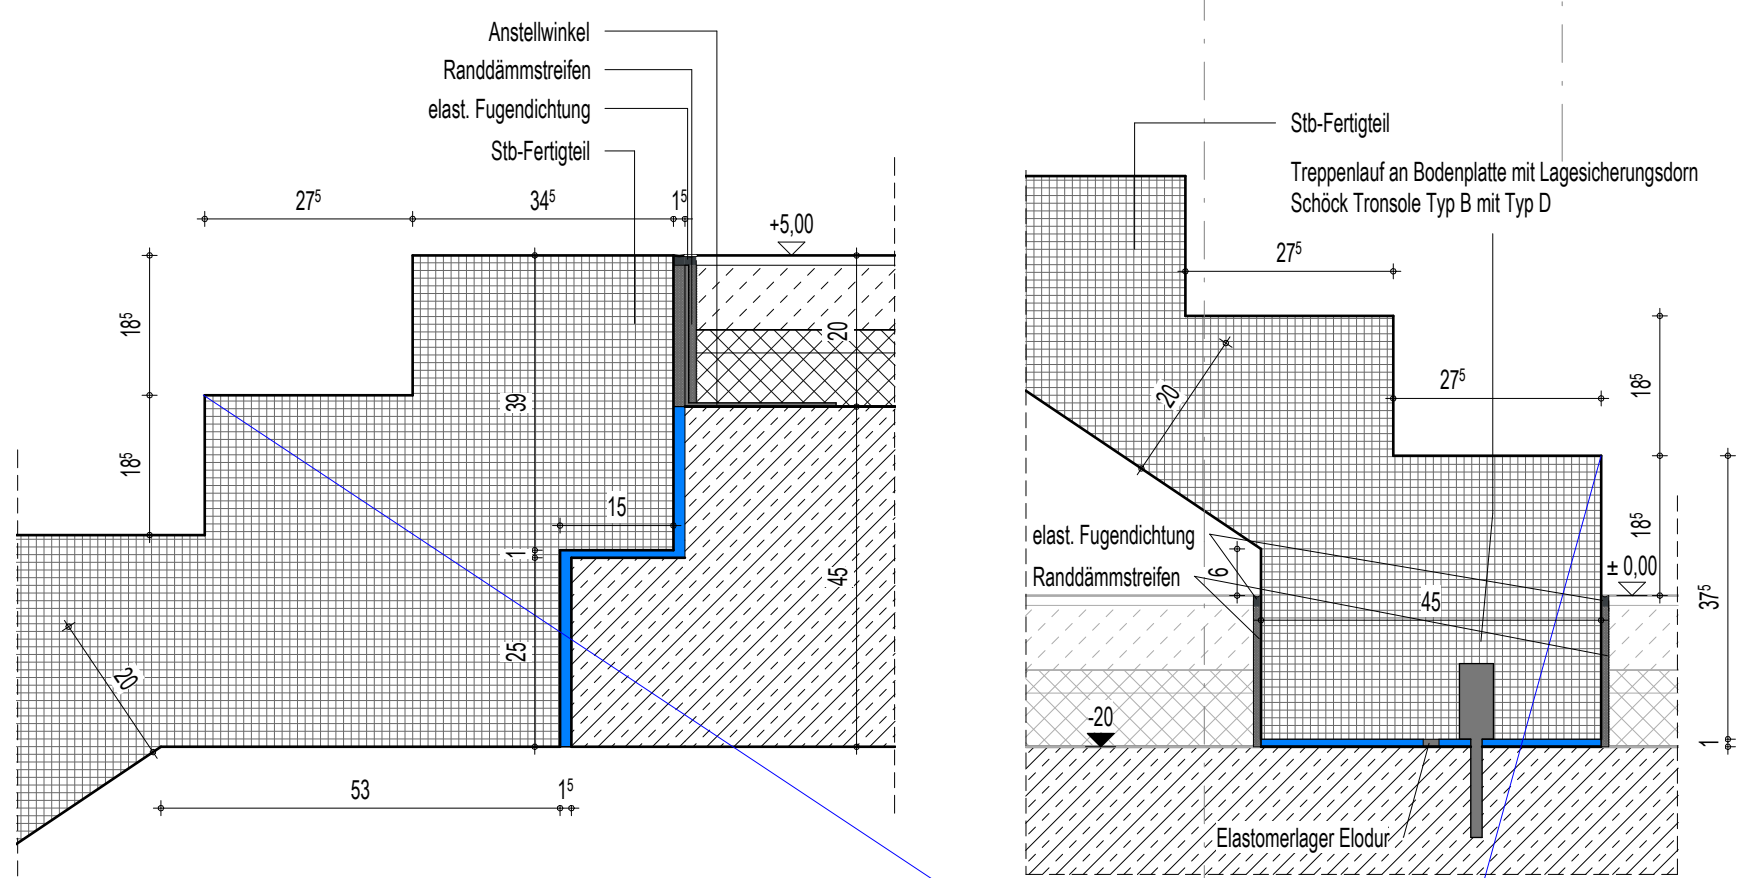 Anstellwinkel
Randdämmstreifen
elast. Fugendichtung
Stb-Fertigteil
27⁵
34⁵
1⁵
+5,00
18⁵
18⁵
39
20
15
1
45
25
20
53
1⁵
Stb-Fertigteil
Treppenlauf an Bodenplatte mit Lagesicherungsdorn
Schöck Tronsole Typ B mit Typ D
27⁵
27⁵
20
18⁵
18⁵
elast. Fugendichtung
Randdämmstreifen
6
45
± 0,00
37⁵
-20
1
Elastomerlager Elodur